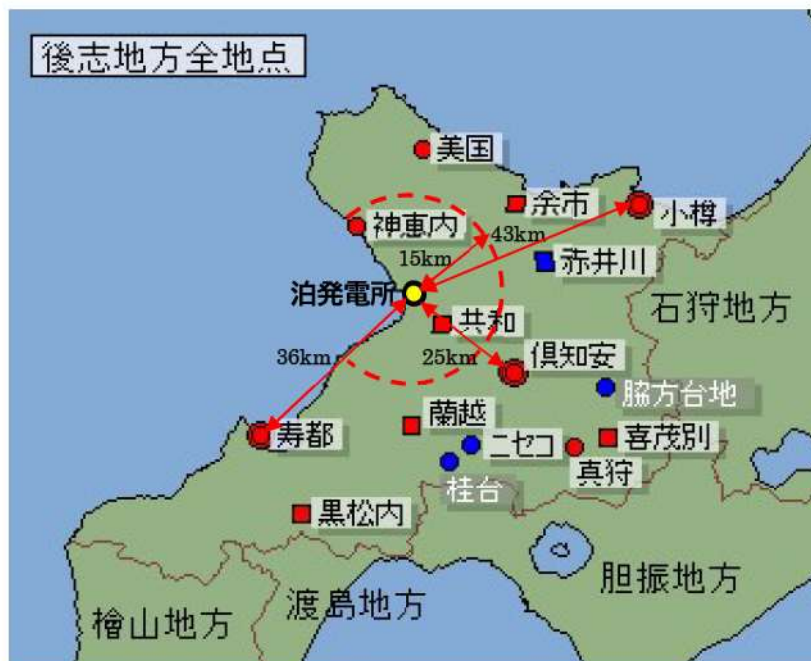 後志地方全地点
美国
余市
小樽
神恵内
43km
15km
赤井川
泊発電所
石狩地方
共和
36km
25km
倶知安
脇方台地
蘭越
寿都
ニセコ
喜茂別
真狩
桂台
黒松内
胆振地方
渡島地方
檜山地方